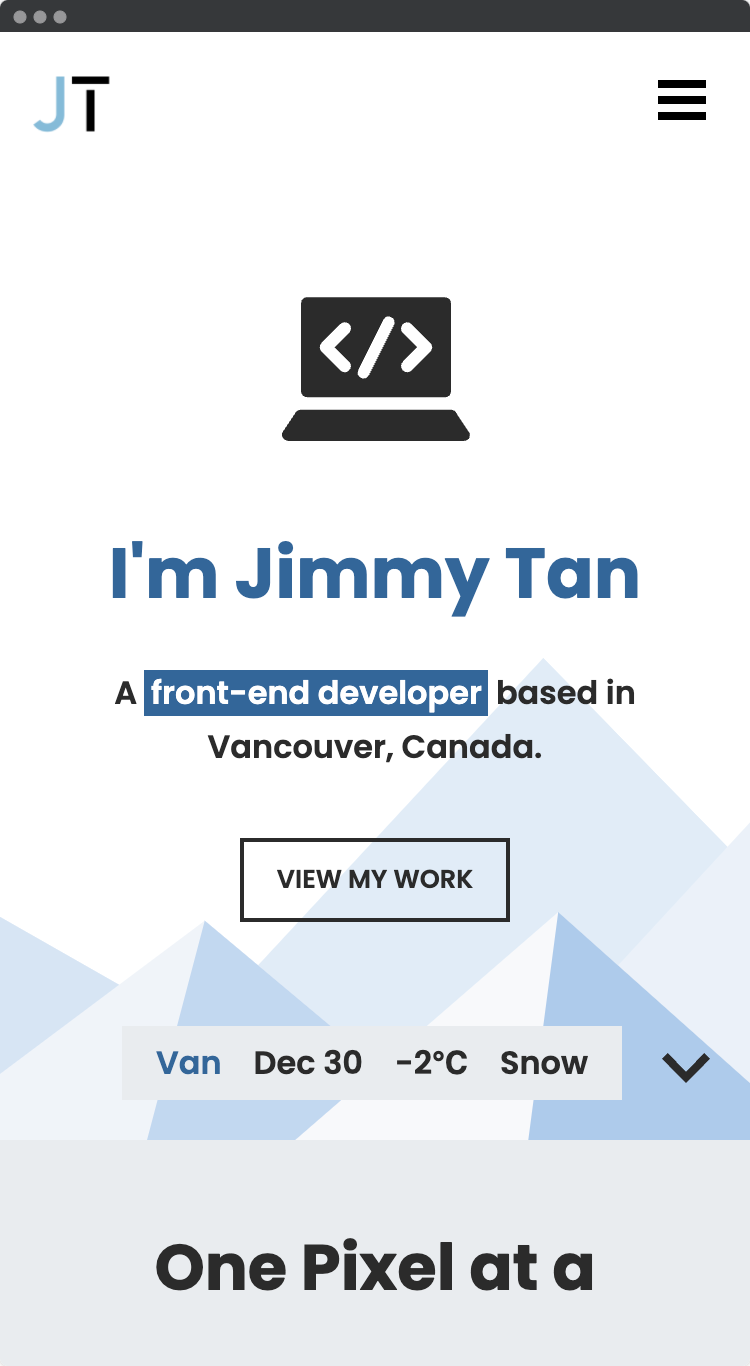 JT
</>
I'm Jimmy Tan
A front-end developer based in
Vancouver, Canada.
VIEW MY WORK
Van Dec 30 -2°C Snow
One Pixel at a